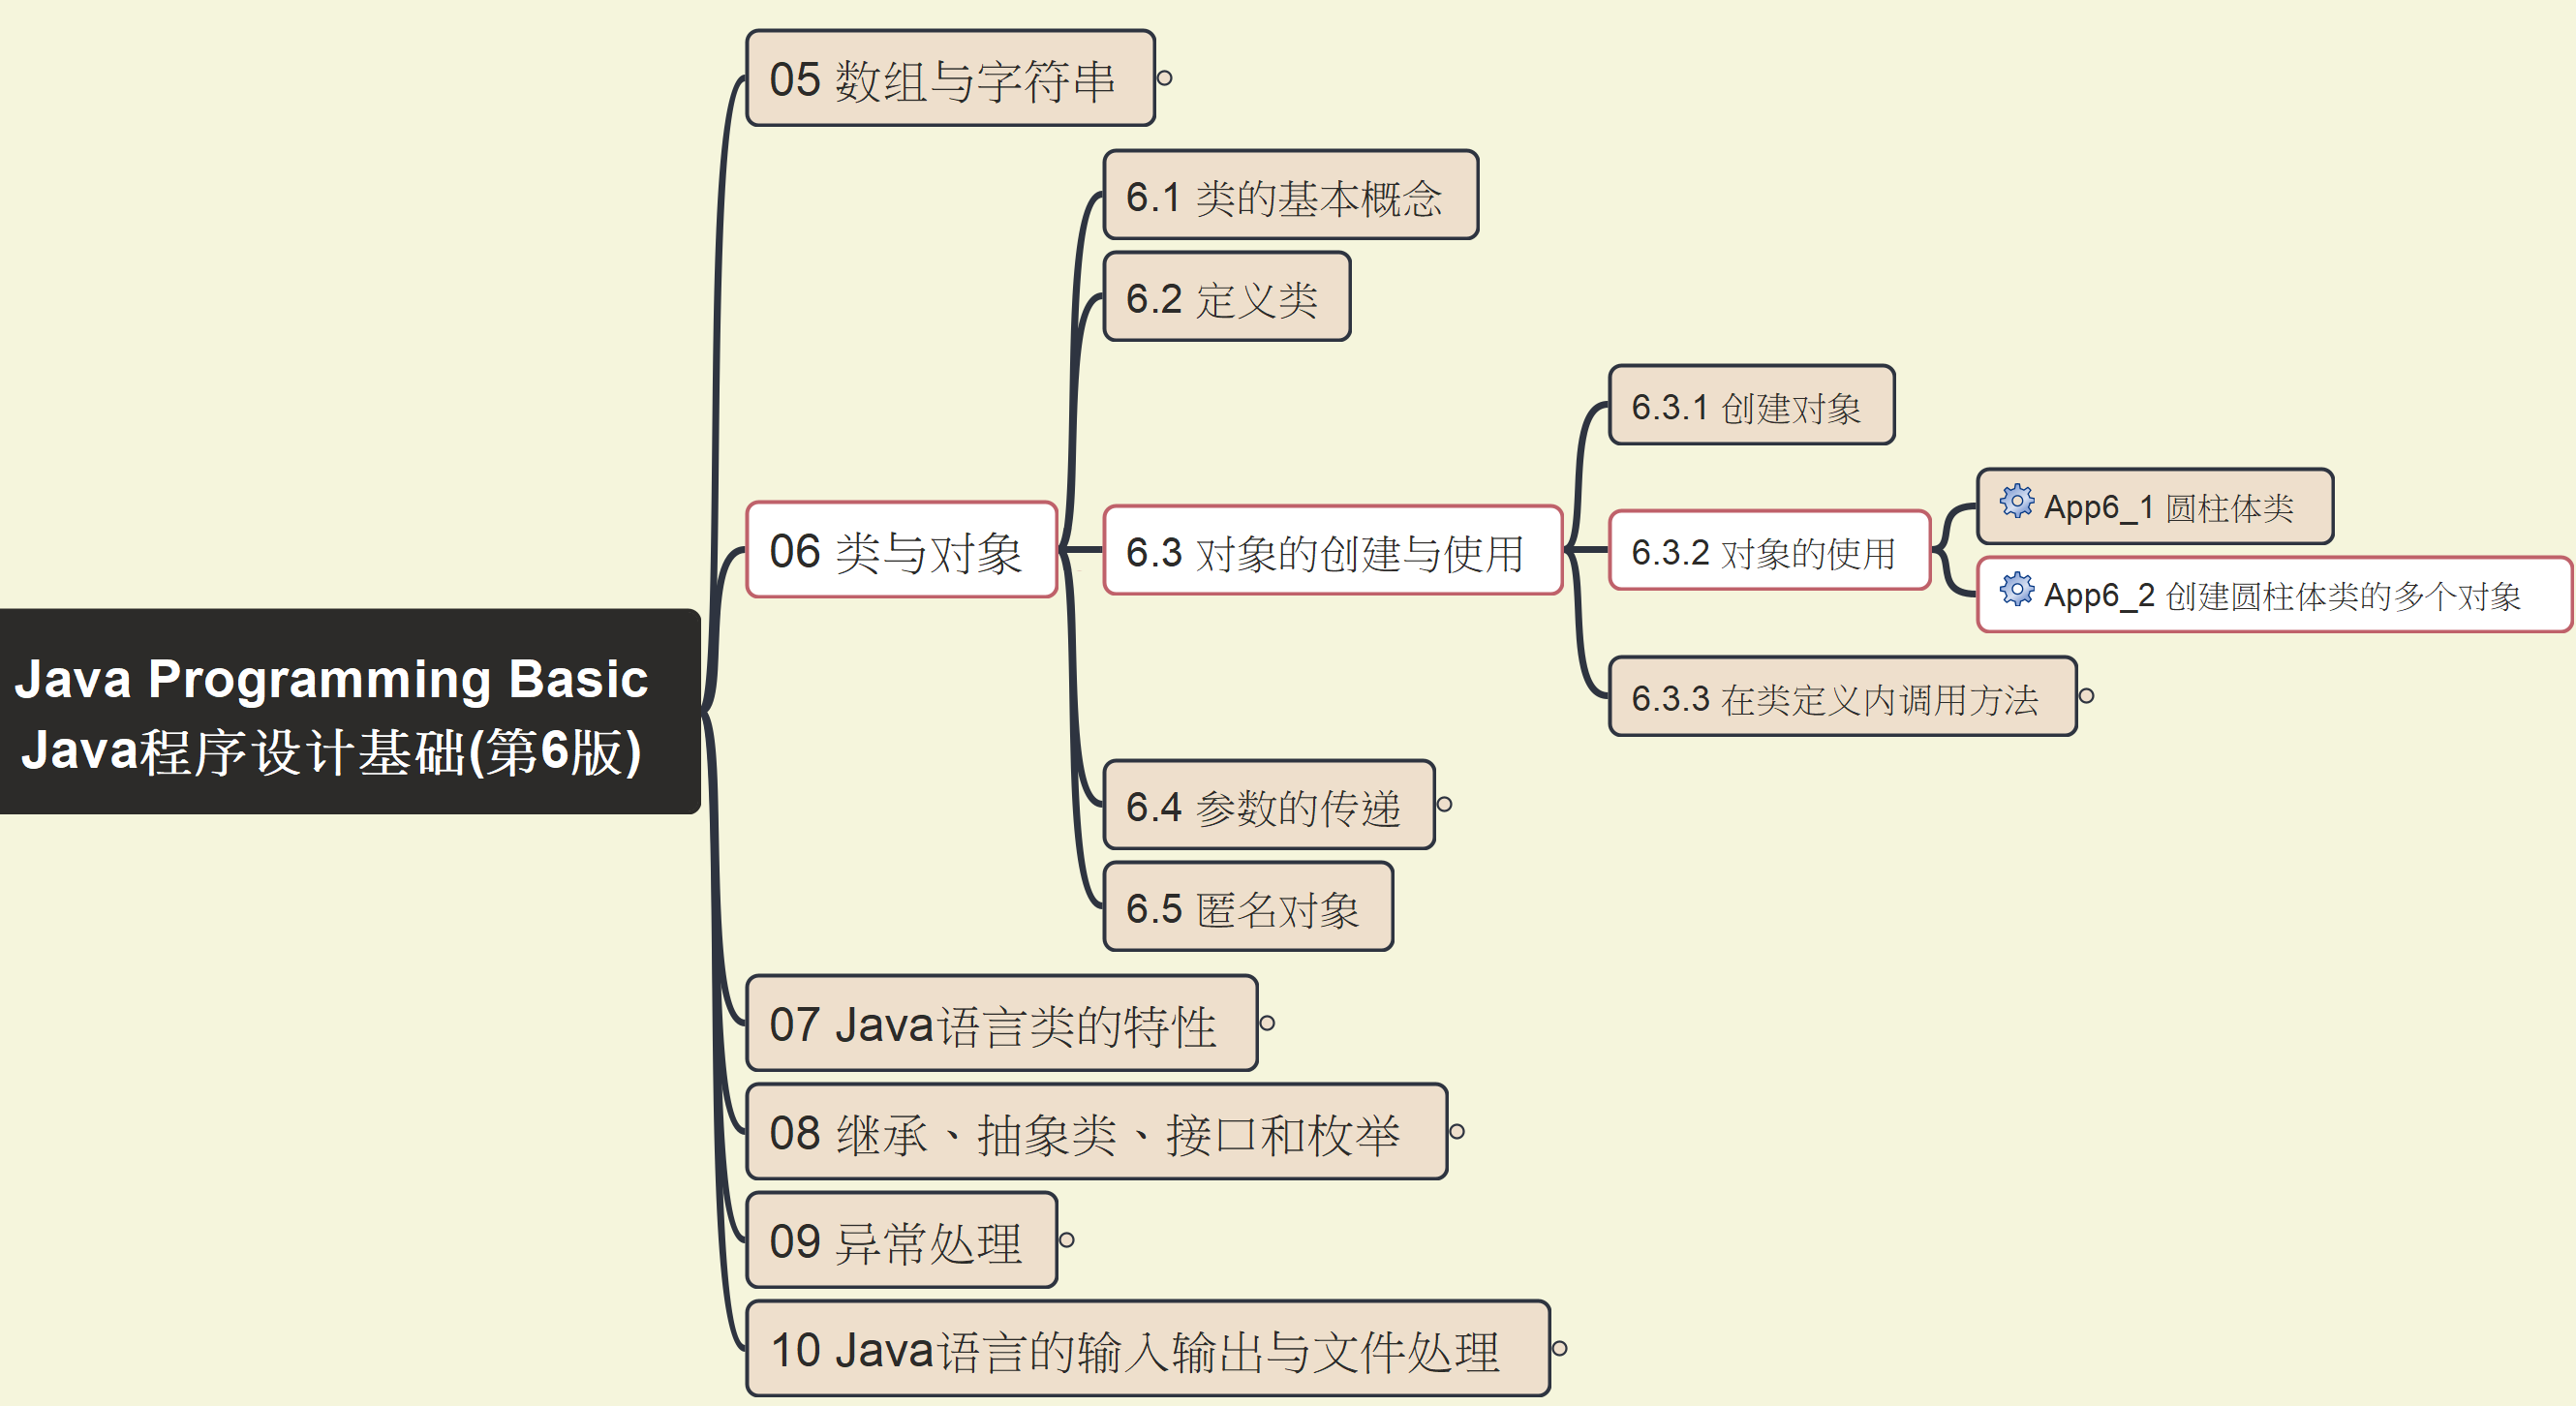 Java Programming Basic
Java程序设计基础(第6版)
05 数组与字符串
06 类与对象
6.1 类的基本概念
6.2 定义类
6.3 对象的创建与使用
6.3.1 创建对象
6.3.2 对象的使用
App6_1 圆柱体类
App6_2 创建圆柱体类的多个对象
6.3.3 在类定义内调用方法
6.4 参数的传递
6.5 匿名对象
07 Java语言类的特性
08 继承、抽象类、接口和枚举
09 异常处理
10 Java语言的输入输出与文件处理